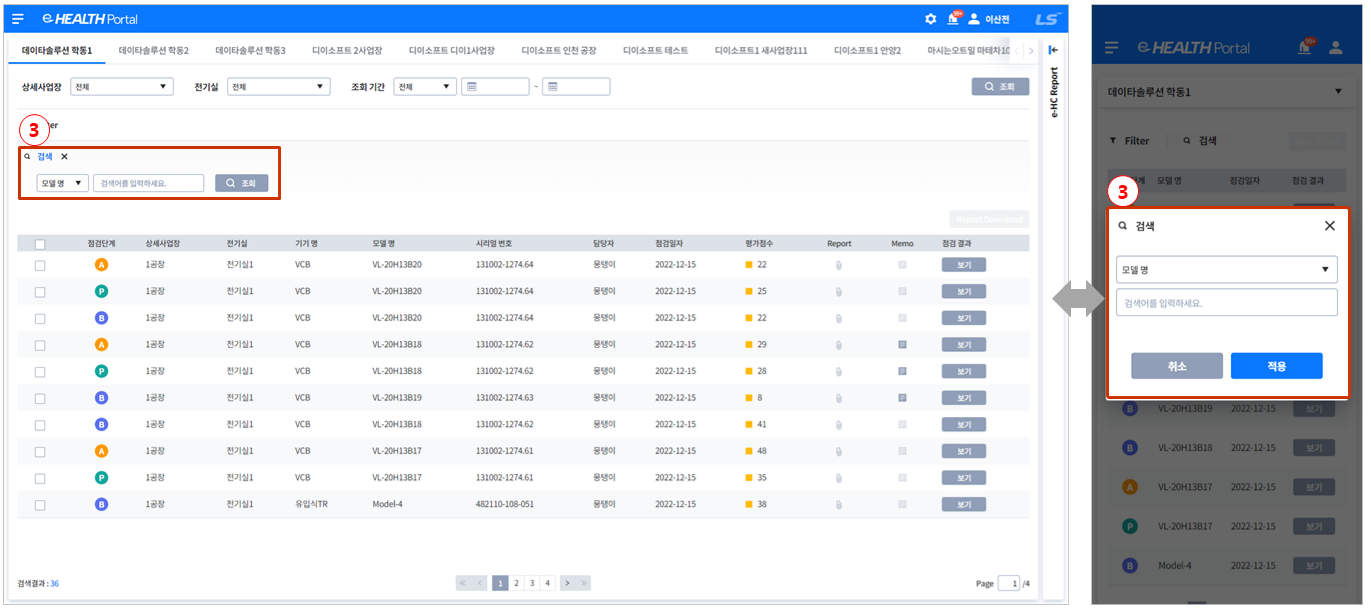 HEALTH Portal
99+
이산전
LS
데이타솔루션 학동1 데이타솔루션 학동2 데이타솔루션 학동3 디이소프트 2사업장 디이소프트 디이1사업장 디이소프트 인천 공장 디이소프트 테스트 디이소프트1 새사업장111 디이소프트1 안양2 마시는오트밀 마테차10
e-HC Report
상세사업장 전체 전기실 전체 조회 기간 전체 ~ 조회
3
검색 X
모델 명 검색어를 입력하세요. 조회
Report Download
점검단계 상세사업장 전기실 기기 명 모델 명 시리얼 번호 담당자 점검일자 평가점수 Report Memo 점검 결과
A 1공장 전기실1 VCB VL-20H13B20 131002-1274.64 몽탱이 2022-12-15 22 보기
P 1공장 전기실1 VCB VL-20H13B20 131002-1274.64 몽탱이 2022-12-15 25 보기
B 1공장 전기실1 VCB VL-20H13B20 131002-1274.64 몽탱이 2022-12-15 22 보기
A 1공장 전기실1 VCB VL-20H13B18 131002-1274.62 몽탱이 2022-12-15 29 보기
P 1공장 전기실1 VCB VL-20H13B18 131002-1274.62 몽탱이 2022-12-15 28 보기
B 1공장 전기실1 VCB VL-20H13B19 131002-1274.63 몽탱이 2022-12-15 8 보기
B 1공장 전기실1 VCB VL-20H13B18 131002-1274.62 몽탱이 2022-12-15 41 보기
A 1공장 전기실1 VCB VL-20H13B17 131002-1274.61 몽탱이 2022-12-15 48 보기
P 1공장 전기실1 VCB VL-20H13B17 131002-1274.61 몽탱이 2022-12-15 35 보기
B 1공장 전기실1 유입식TR Model-4 482110-108-051 몽탱이 2022-12-15 38 보기
검색결과 : 36
« < 1 2 3 4 > »
Page 1 /4
HEALTH Portal
99+
데이타솔루션 학동1
Filter 검색
모델 명 점검일자 점검 결과
3
검색 X
모델 명
검색어를 입력하세요.
취소 적용
B VL-20H13B19 2022-12-15 보기
B VL-20H13B18 2022-12-15 보기
A VL-20H13B17 2022-12-15 보기
P VL-20H13B17 2022-12-15 보기
B Model-4 2022-12-15 보기